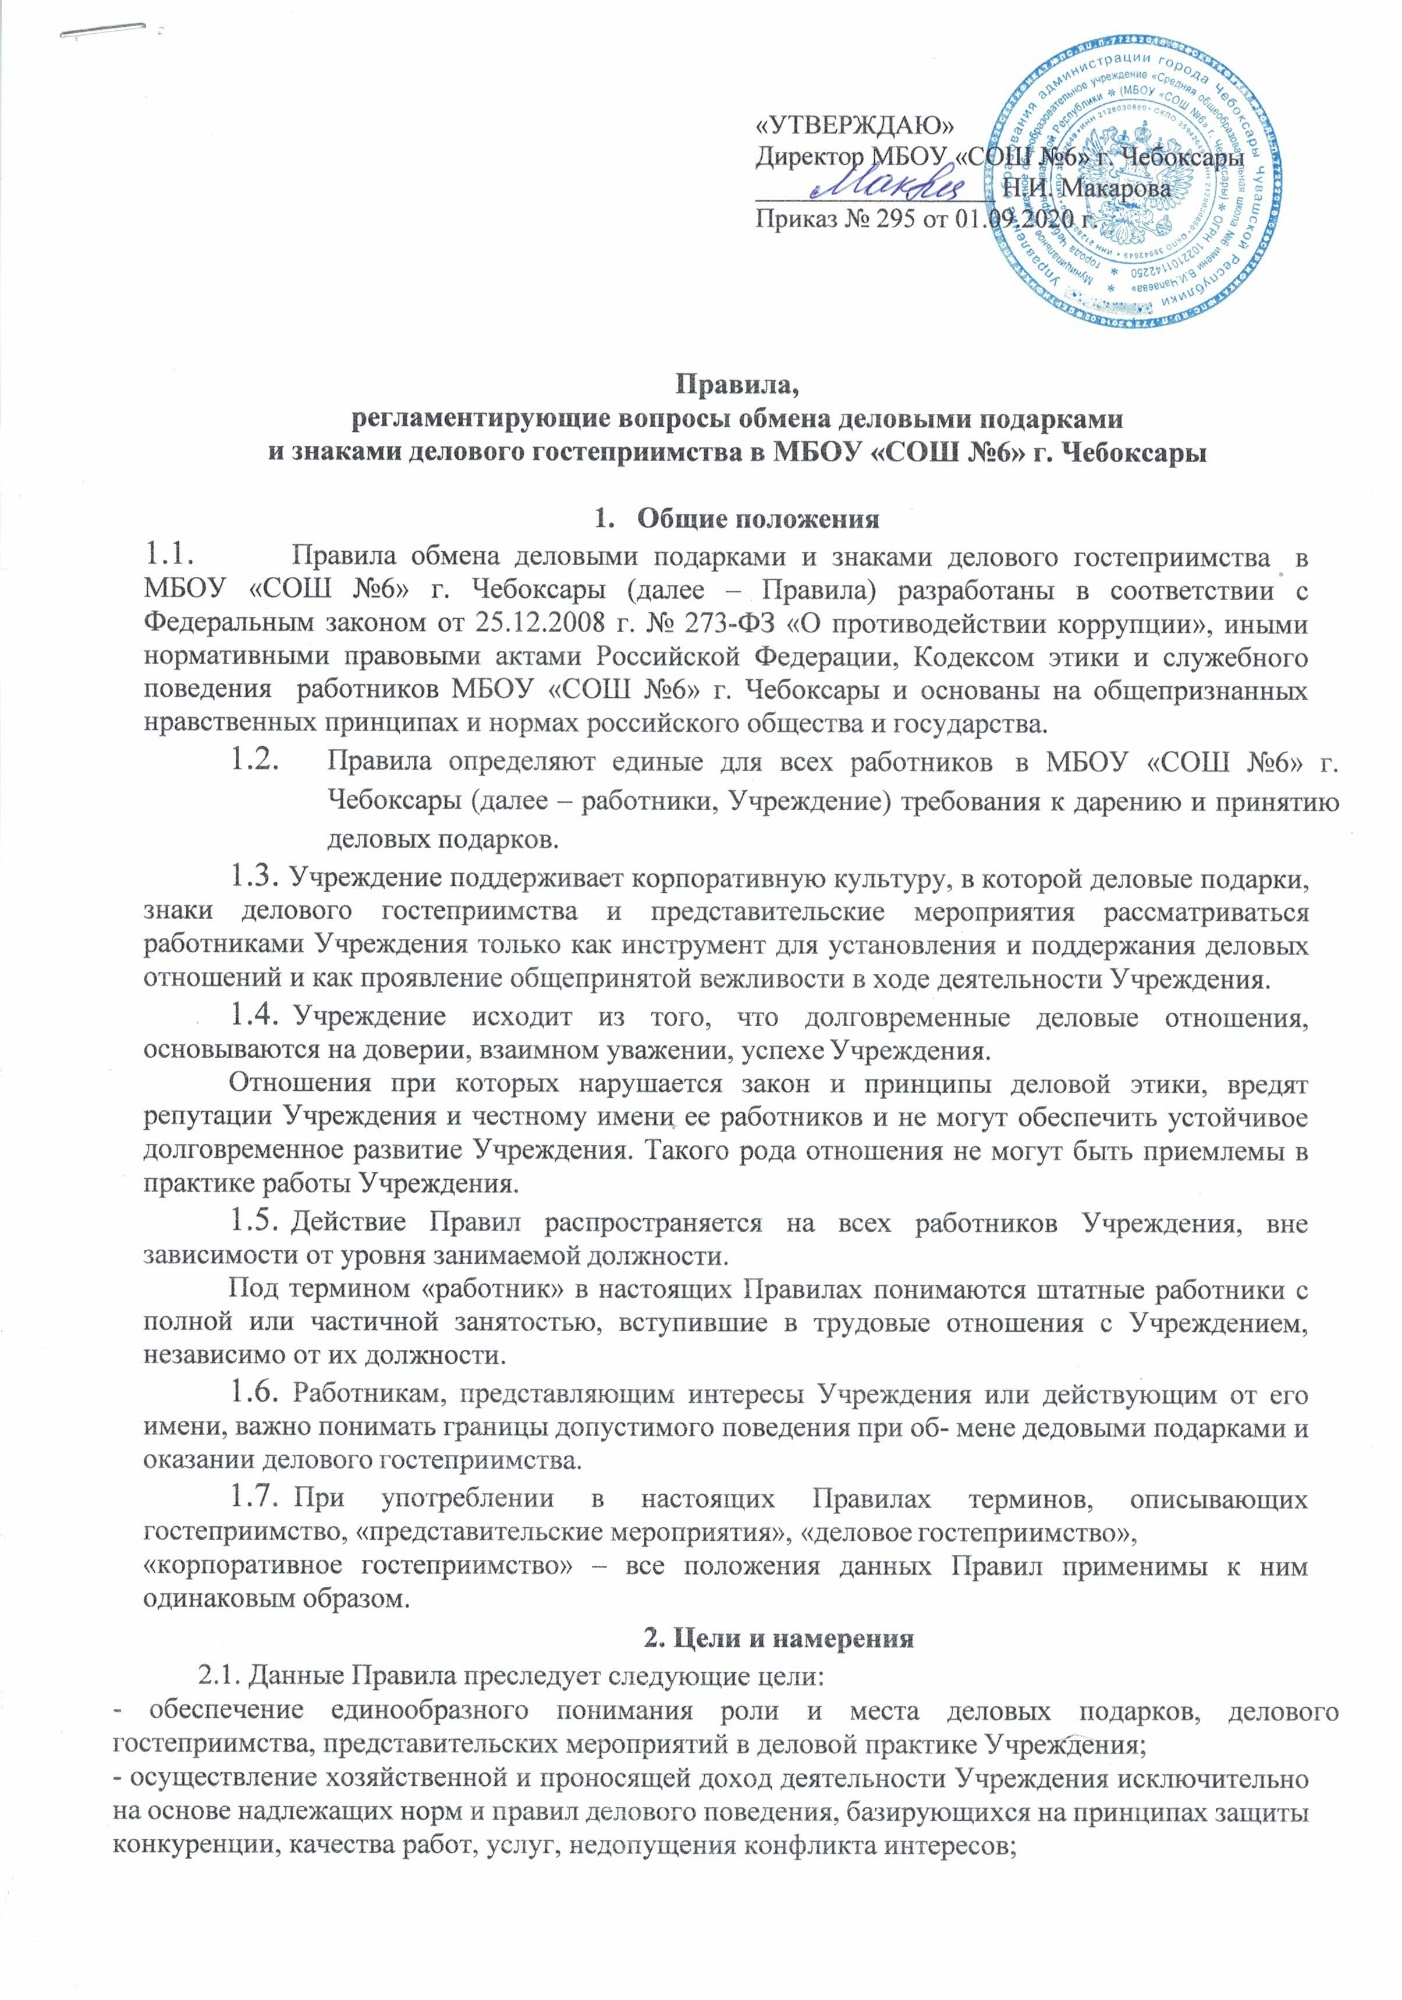 «УТВЕРЖДАЮ»
Директор МБОУ «СОШ №6» г. Чебоксары
Н.И. Макарова
Приказ № 295 от 01.09.2020 г.
Правила,
регламентирующие вопросы обмена деловыми подарками
и знаками делового гостеприимства в МБОУ «СОШ №6» г. Чебоксары
1. Общие положения
1.1. Правила обмена деловыми подарками и знаками делового гостеприимства в
МБОУ «СОШ №6» г. Чебоксары (далее – Правила) разработаны в соответствии с
Федеральным законом от 25.12.2008 г. № 273-ФЗ «О противодействии коррупции», иными
нормативными правовыми актами Российской Федерации, Кодексом этики и служебного
поведения работников МБОУ «СОШ №6» г. Чебоксары и основаны на общепризнанных
нравственных принципах и нормах российского общества и государства.
1.2. Правила определяют единые для всех работников в МБОУ «СОШ №6» г.
Чебоксары (далее – работники, Учреждение) требования к дарению и принятию
деловых подарков.
1.3. Учреждение поддерживает корпоративную культуру, в которой деловые подарки,
знаки делового гостеприимства и представительские мероприятия рассматриваться
работниками Учреждения только как инструмент для установления и поддержания деловых
отношений и как проявление общепринятой вежливости в ходе деятельности Учреждения.
1.4. Учреждение исходит из того, что долговременные деловые отношения,
основываются на доверии, взаимном уважении, успехе Учреждения.
Отношения при которых нарушается закон и принципы деловой этики, вредят
репутации Учреждения и честному имени ее работников и не могут обеспечить устойчивое
долговременное развитие Учреждения. Такого рода отношения не могут быть приемлемы в
практике работы Учреждения.
1.5. Действие Правил распространяется на всех работников Учреждения, вне
зависимости от уровня занимаемой должности.
Под термином «работник» в настоящих Правилах понимаются штатные работники с
полной или частичной занятостью, вступившие в трудовые отношения с Учреждением,
независимо от их должности.
1.6. Работникам, представляющим интересы Учреждения или действующим от его
имени, важно понимать границы допустимого поведения при об- мене дедовыми подарками и
оказании делового гостеприимства.
1.7. При употреблении в настоящих Правилах терминов, описывающих
гостеприимство, «представительские мероприятия», «деловое гостеприимство»,
«корпоративное гостеприимство» – все положения данных Правил применимы к ним
одинаковым образом.
2. Цели и намерения
2.1. Данные Правила преследует следующие цели:
- обеспечение единообразного понимания роли и места деловых подарков, делового
гостеприимства, представительских мероприятий в деловой практике Учреждения;
- осуществление хозяйственной и проносящей доход деятельности Учреждения исключительно
на основе надлежащих норм и правил делового поведения, базирующихся на принципах защиты
конкуренции, качества работ, услуг, недопущения конфликта интересов;